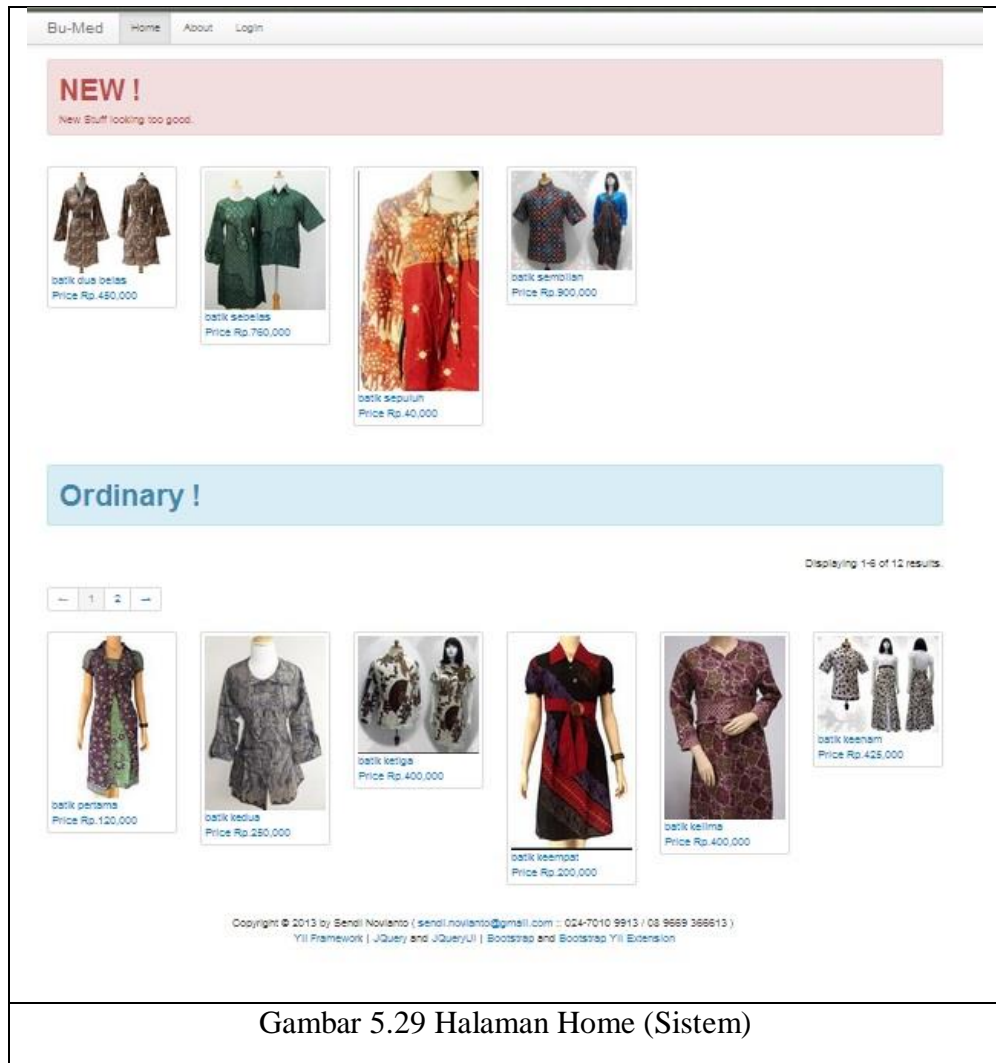 Bu-Med Home About Login
NEW !
New Stuff looking too good.
batik dua belas
Price Rp.450,000
batik sebelas
Price Rp.760,000
batik sepuluh
Price Rp.40,000
batik sembilan
Price Rp.900,000
Ordinary !
Displaying 1-6 of 12 results.
← 1 2 →
batik pertama
Price Rp.120,000
batik kedua
Price Rp.250,000
batik ketiga
Price Rp.400,000
batik keempat
Price Rp.200,000
batik kelima
Price Rp.400,000
batik keenam
Price Rp.425,000
Copyright © 2013 by Sendi Novianto ( sendi.novianto@gmail.com :: 024-7010 9913 / 08 9669 366613 )
Yii Framework | JQuery and JQueryUI | Bootstrap and Bootstrap Yii Extension
Gambar 5.29 Halaman Home (Sistem)